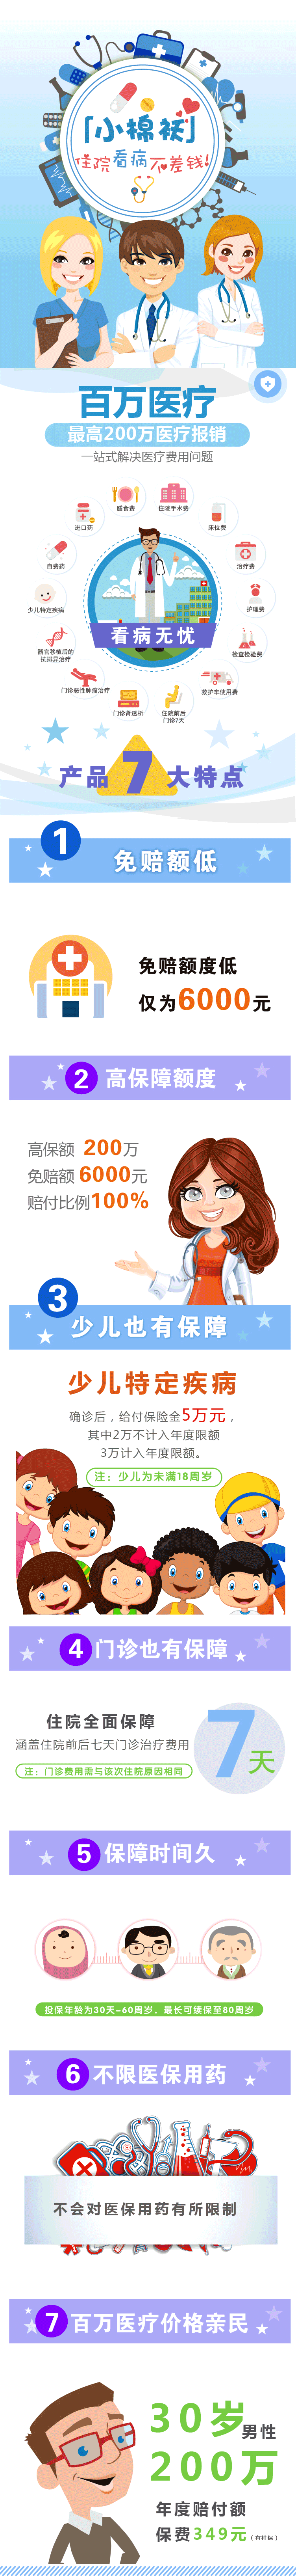 「小棉袄」
住院看病不差钱!
百万医疗
最高200万医疗报销
一站式解决医疗费用问题
膳食费
住院手术费
进口药
床位费
自费药
治疗费
少儿特定疾病
护理费
看病无忧
器官移植后的
抗排异治疗
检查检验费
门诊恶性肿瘤治疗
救护车使用费
门诊肾透析
住院前后
门诊7天
产品7大特点
1
免赔额低
免赔额度低
仅为6000元
2 高保障额度
高保额 200万
免赔额 6000元
赔付比例100%
3
少儿也有保障
少儿特定疾病
确诊后，给付保险金5万元，
其中2万不计入年度限额
3万计入年度限额。
注：少儿为未满18周岁
4 门诊也有保障
住院全面保障
涵盖住院前后七天门诊治疗费用
注：门诊费用需与该次住院原因相同
7天
5 保障时间久
投保年龄为30天-60周岁，最长可续保至80周岁
6 不限医保用药
不会对医保用药有所限制
7 百万医疗价格亲民
30岁男性
200万
年度赔付额
保费349元（有社保）